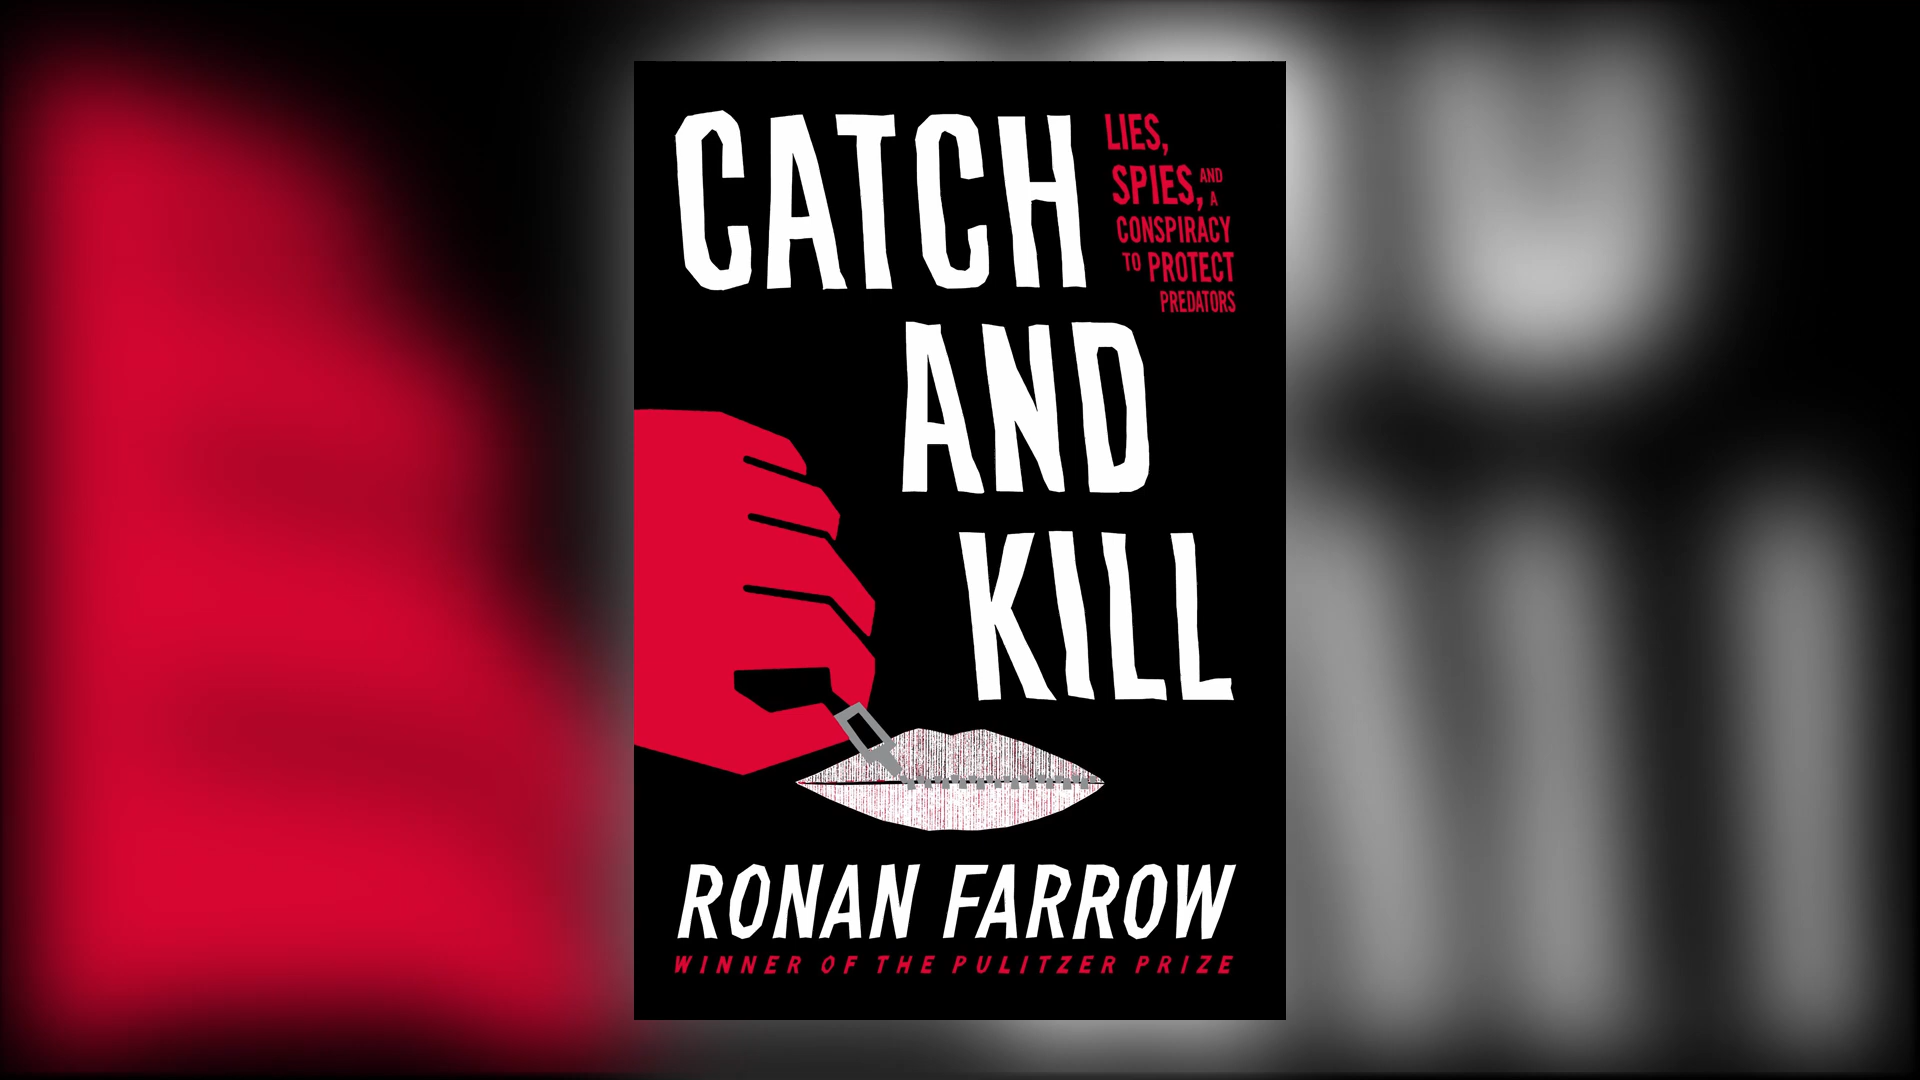 CATCH
LIES,
SPIES, AND
A
CONSPIRACY
TO PROTECT
PREDATORS
AND
KILL
RONAN FARROW
WINNER OF THE PULITZER PRIZE